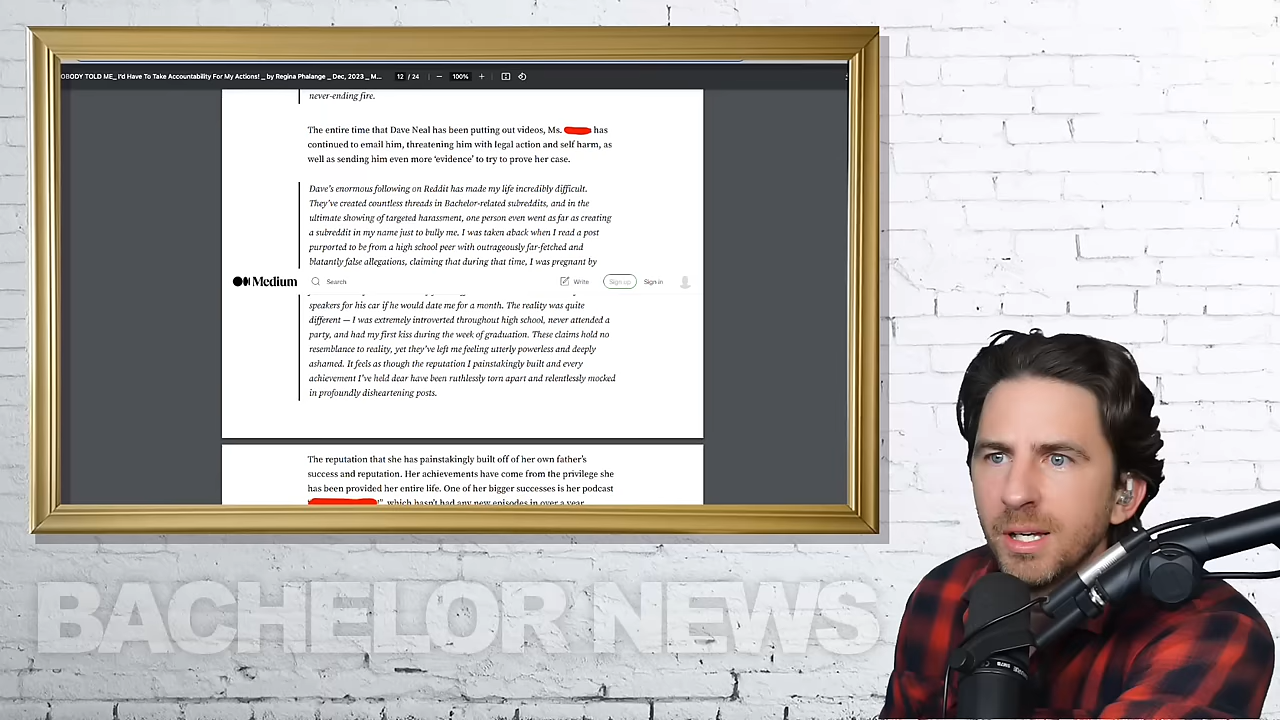 OBODY TOLD ME_ I'd Have To Take Accountability For My Actions! _ by Regina Phalange _ Dec, 2023 _ M... 12 / 24 — 100% +
never-ending fire.
The entire time that Dave Neal has been putting out videos, Ms. has
continued to email him, threatening him with legal action and self harm, as
well as sending him even more ‘evidence’ to try to prove her case.
Dave's enormous following on Reddit has made my life incredibly difficult.
They've created countless threads in Bachelor-related subreddits, and in the
ultimate showing of targeted harassment, one person even went as far as creating
a subreddit in my name just to bully me. I was taken aback when I read a post
purported to be from a high school peer with outrageously far-fetched and
blatantly false allegations, claiming that during that time, I was pregnant by
Medium Search Write Sign up Sign in
speakers for his car if he would date me for a month. The reality was quite
different — I was extremely introverted throughout high school, never attended a
party, and had my first kiss during the week of graduation. These claims hold no
resemblance to reality, yet they've left me feeling utterly powerless and deeply
ashamed. It feels as though the reputation I painstakingly built and every
achievement I've held dear have been ruthlessly torn apart and relentlessly mocked
in profoundly disheartening posts.
The reputation that she has painstakingly built off of her own father's
success and reputation. Her achievements have come from the privilege she
has been provided her entire life. One of her bigger successes is her podcast
which hasn't had any new episodes in over a year
BACHELOR NEWS